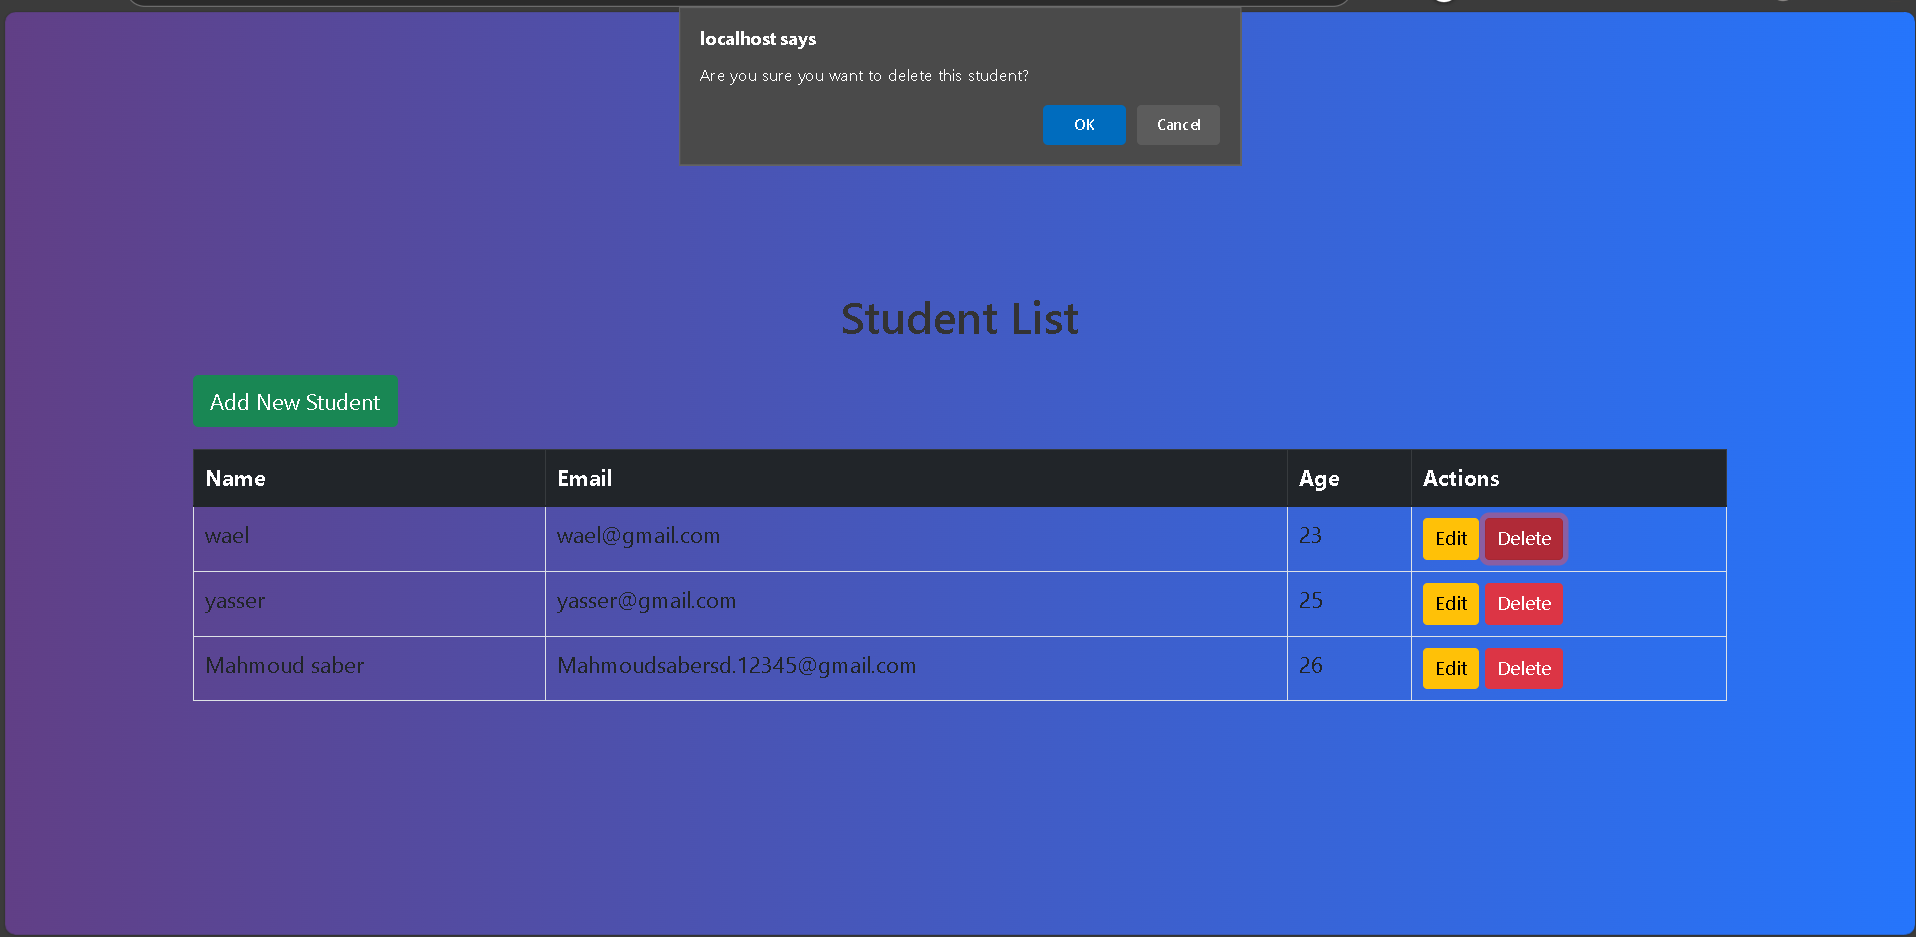 localhost says
Are you sure you want to delete this student?
OK Cancel
Student List
Add New Student
Name Email Age Actions
wael wael@gmail.com 23 Edit Delete
yasser yasser@gmail.com 25 Edit Delete
Mahmoud saber Mahmoudsabersd.12345@gmail.com 26 Edit Delete